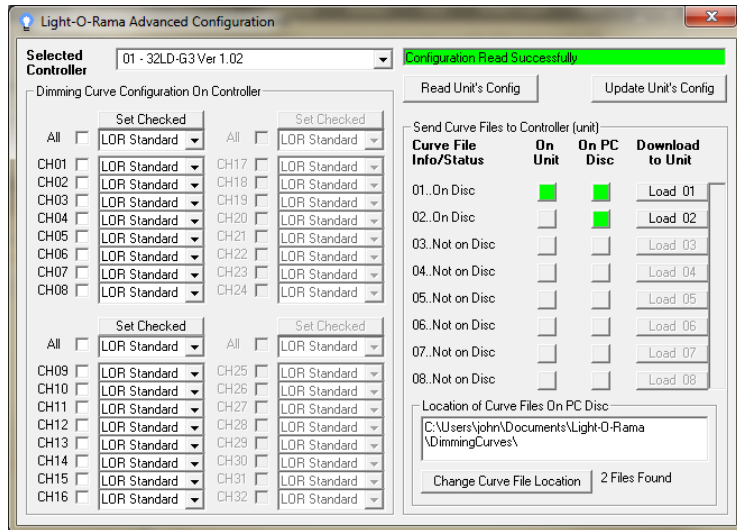 Light-O-Rama Advanced Configuration
Selected
Controller
01 - 32LD-G3 Ver 1.02
Configuration Read Successfully
Read Unit's Config
Update Unit's Config
Dimming Curve Configuration On Controller
Set Checked
Set Checked
All LOR Standard All LOR Standard
CH01 LOR Standard CH17 LOR Standard
CH02 LOR Standard CH18 LOR Standard
CH03 LOR Standard CH19 LOR Standard
CH04 LOR Standard CH20 LOR Standard
CH05 LOR Standard CH21 LOR Standard
CH06 LOR Standard CH22 LOR Standard
CH07 LOR Standard CH23 LOR Standard
CH08 LOR Standard CH24 LOR Standard
Set Checked
Set Checked
All LOR Standard All LOR Standard
CH09 LOR Standard CH25 LOR Standard
CH10 LOR Standard CH26 LOR Standard
CH11 LOR Standard CH27 LOR Standard
CH12 LOR Standard CH28 LOR Standard
CH13 LOR Standard CH29 LOR Standard
CH14 LOR Standard CH30 LOR Standard
CH15 LOR Standard CH31 LOR Standard
CH16 LOR Standard CH32 LOR Standard
Send Curve Files to Controller (unit)
Curve File On On PC Download
Info/Status Unit Disc to Unit
01..On Disc Load 01
02..On Disc Load 02
03..Not on Disc Load 03
04..Not on Disc Load 04
05..Not on Disc Load 05
06..Not on Disc Load 06
07..Not on Disc Load 07
08..Not on Disc Load 08
Location of Curve Files On PC Disc
C:\Users\john\Documents\Light-O-Rama
\DimmingCurves\
Change Curve File Location 2 Files Found